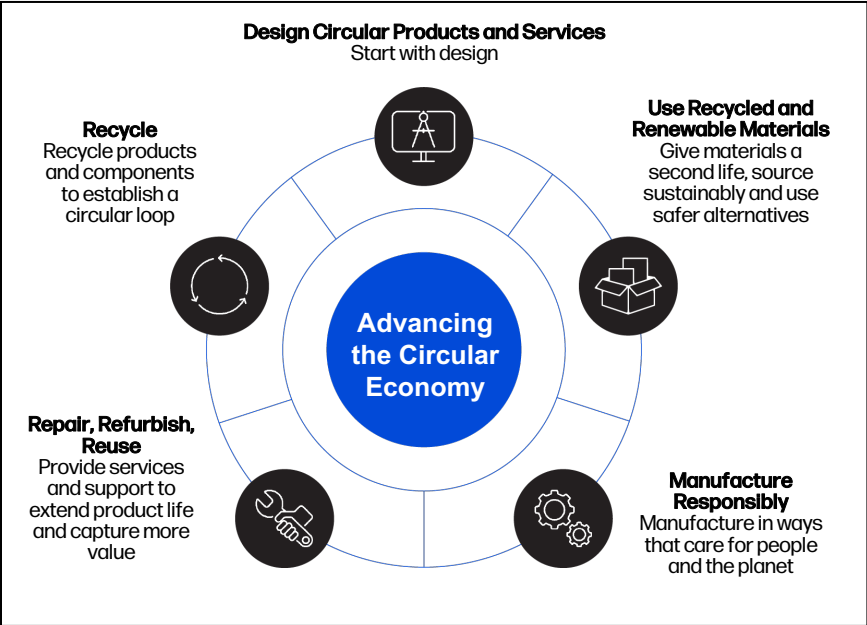 Design Circular Products and Services
Start with design
Use Recycled and
Renewable Materials
Give materials a
second life, source
sustainably and use
safer alternatives
Manufacture
Responsibly
Manufacture in ways
that care for people
and the planet
Repair, Refurbish,
Reuse
Provide services
and support to
extend product life
and capture more
value
Recycle
Recycle products
and components
to establish a
circular loop
Advancing
the Circular
Economy